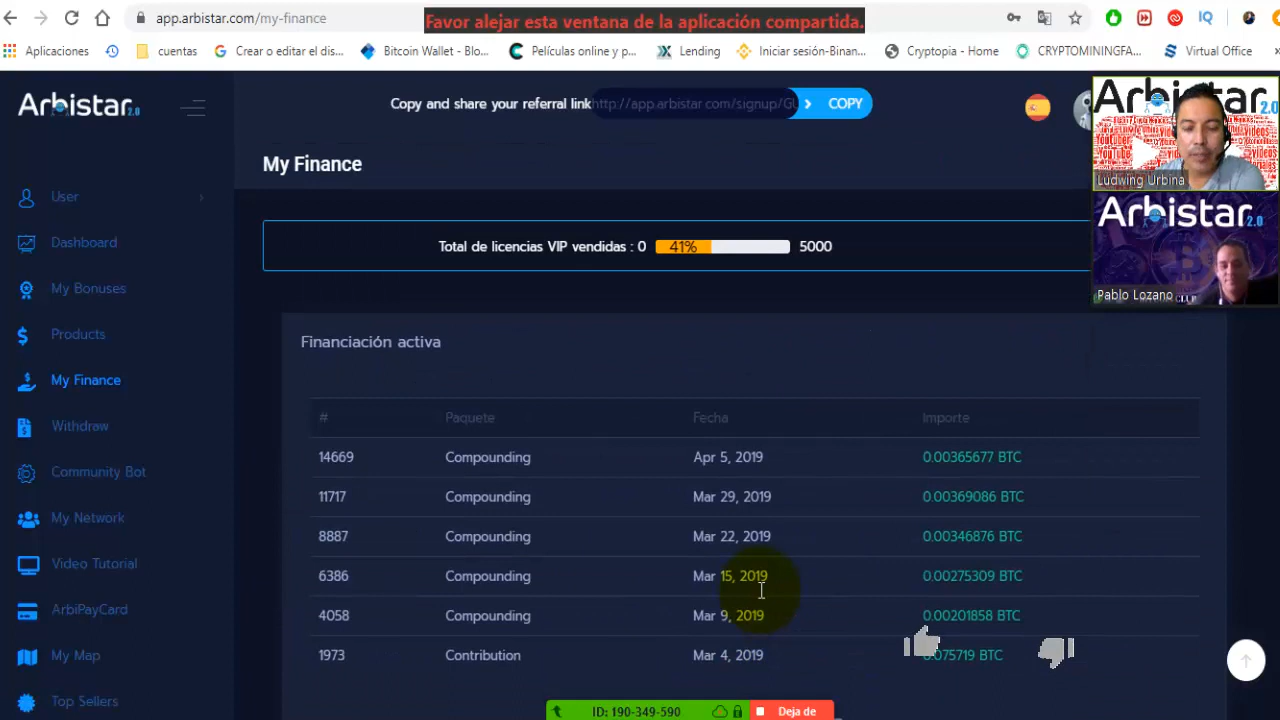 app.arbistar.com/my-finance
Favor alejar esta ventana de la aplicación compartida.
Aplicaciones
cuentas
Crear o editar el dis...
Bitcoin Wallet - Blo...
Películas online y p...
Lending
Iniciar sesión-Binan...
Cryptopia - Home
CRYPTOMININGFA...
Virtual Office
Arbistar 2.0
Copy and share your referral link
http://app.arbistar.com/signup/GU
COPY
Arbistar 2.0
Ludwing Urbina
Arbistar 2.0
Pablo Lozano
My Finance
User
Dashboard
My Bonuses
Products
My Finance
Withdraw
Community Bot
My Network
Video Tutorial
ArbiPayCard
My Map
Top Sellers
Total de licencias VIP vendidas : 0 41% 5000
Financiación activa
# Paquete Fecha Importe
14669 Compounding Apr 5, 2019 0.00365677 BTC
11717 Compounding Mar 29, 2019 0.00369086 BTC
8887 Compounding Mar 22, 2019 0.00346876 BTC
6386 Compounding Mar 15, 2019 0.00275309 BTC
4058 Compounding Mar 9, 2019 0.00201858 BTC
1973 Contribution Mar 4, 2019 0.075719 BTC
ID: 190-349-590
Deja de